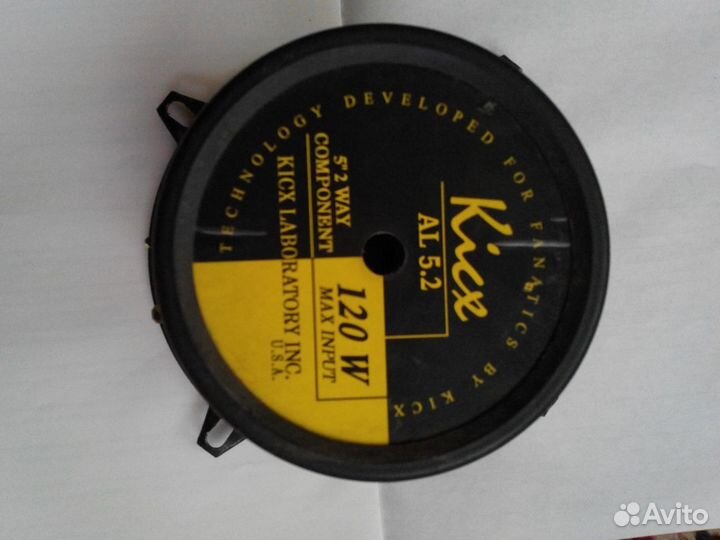 TECHNOLOGY DEVELOPED FOR FANATICS BY KICX
Kicx
AL 5.2
5" 2 WAY
COMPONENT
120 W
MAX INPUT
KICX LABORATORY INC.
U.S.A.
Avito